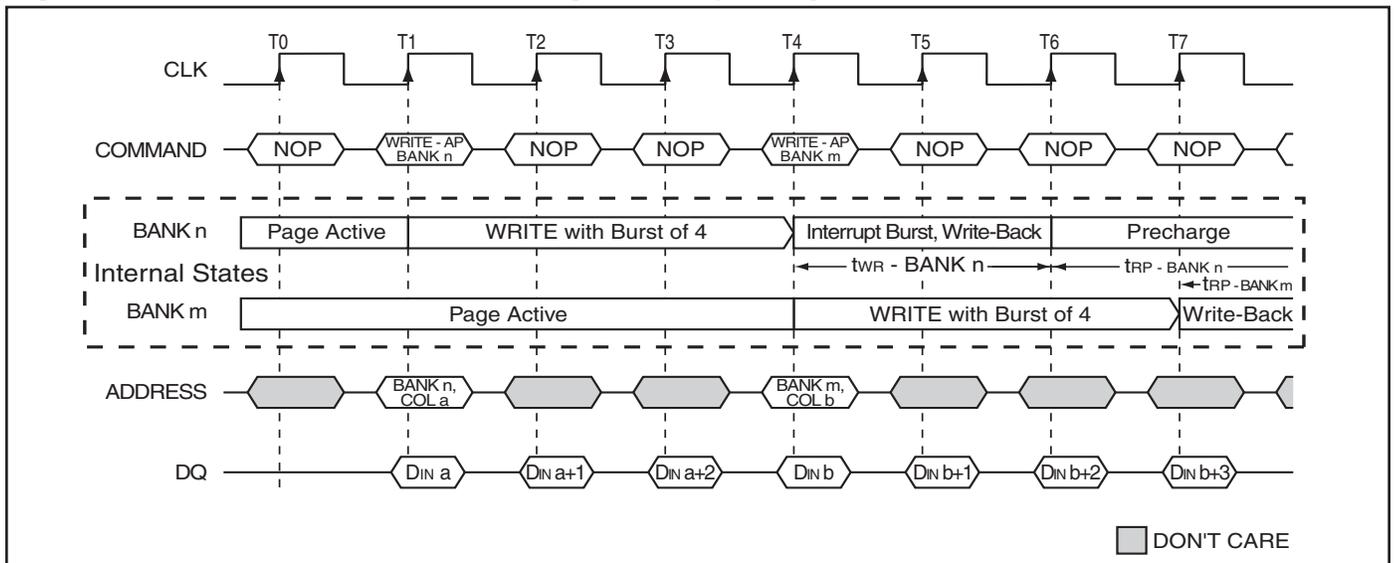 T0 T1 T2 T3 T4 T5 T6 T7
CLK
COMMAND NOP WRITE - AP BANK n NOP NOP WRITE - AP BANK m NOP NOP NOP
BANK n Page Active WRITE with Burst of 4 Interrupt Burst, Write-Back Precharge
tWR - BANK n tRP - BANK n
Internal States
tRP - BANK m
BANK m Page Active WRITE with Burst of 4 Write-Back
ADDRESS BANK n, COL a BANK m, COL b
DQ DIN a DIN a+1 DIN a+2 DIN b DIN b+1 DIN b+2 DIN b+3
DON'T CARE